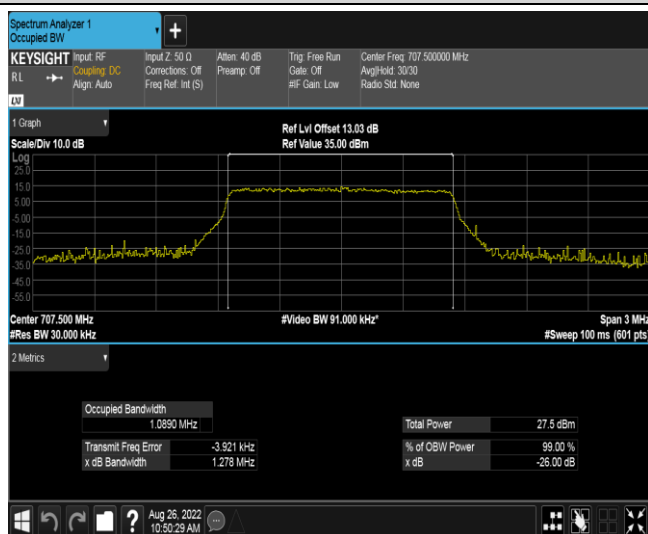 Spectrum Analyzer 1
Occupied BW
KEYSIGHT
R L
LXI
Input: RF
Coupling: DC
Align: Auto
Input Z: 50 Ω
Corrections: Off
Freq Ref: Int (S)
Atten: 40 dB
Preamp: Off
Trig: Free Run
Gate: Off
#IF Gain: Low
Center Freq: 707.500000 MHz
Avg|Hold: 30/30
Radio Std: None
1 Graph
Scale/Div 10.0 dB
Ref Lvl Offset 13.03 dB
Ref Value 35.00 dBm
Log
25.0
15.0
5.00
-5.00
-15.0
-25.0
-35.0
-45.0
-55.0
Center 707.500 MHz
#Video BW 91.000 kHz*
Span 3 MHz
#Res BW 30.000 kHz
#Sweep 100 ms (601 pts)
2 Metrics
Occupied Bandwidth
1.0890 MHz
Total Power 27.5 dBm
Transmit Freq Error -3.921 kHz
% of OBW Power 99.00 %
x dB Bandwidth 1.278 MHz
x dB -26.00 dB
?
Aug 26, 2022
10:50:29 AM